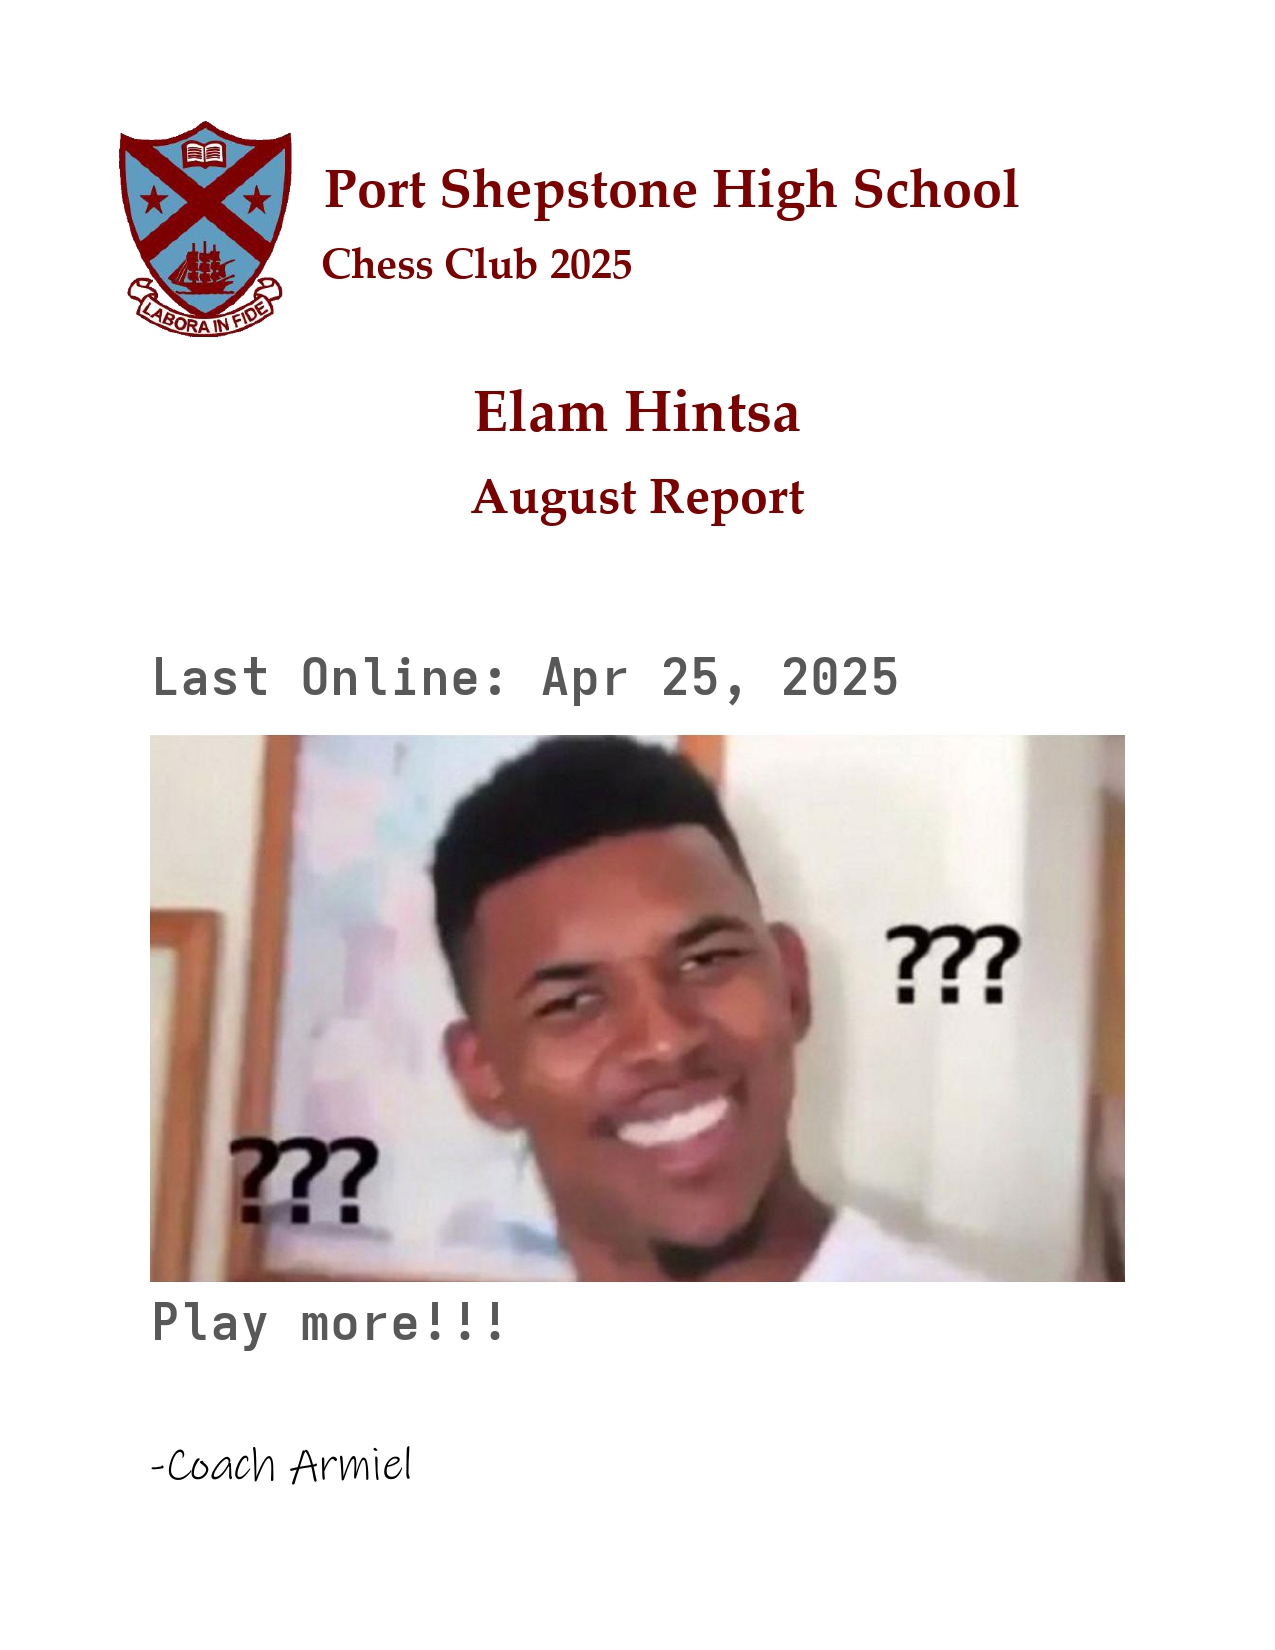 Port Shepstone High School
Chess Club 2025
LABORA IN FIDE
Elam Hintsa
August Report
Last Online: Apr 25, 2025
???
???
Play more!!!
-Coach Armiel